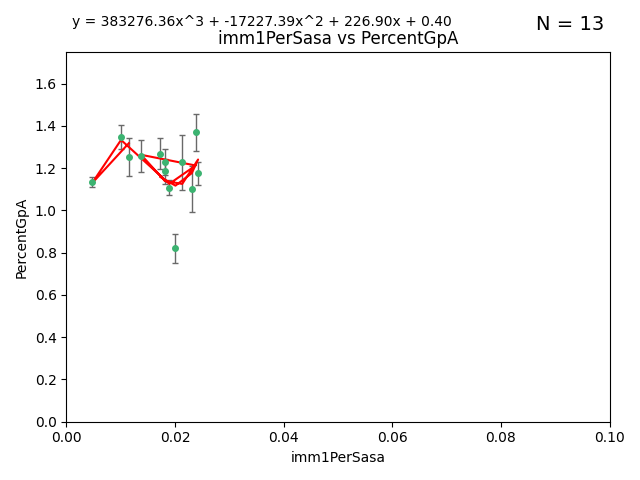 y = 383276.36x^3 + -17227.39x^2 + 226.90x + 0.40
N = 13
imm1PerSasa vs PercentGpA
PercentGpA
1.6
1.4
1.2
1.0
0.8
0.6
0.4
0.2
0.0
0.00 0.02 0.04 0.06 0.08 0.10
imm1PerSasa